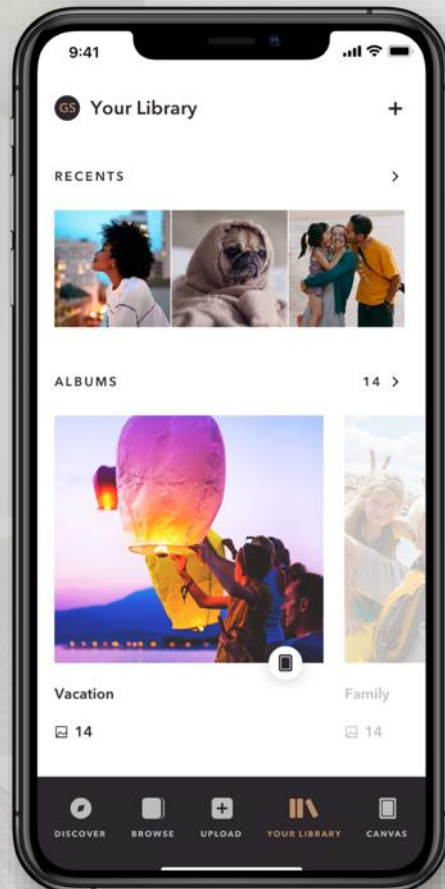 9:41
GS Your Library +
RECENTS >
ALBUMS 14 >
Vacation Family
14 14
DISCOVER BROWSE UPLOAD YOUR LIBRARY CANVAS